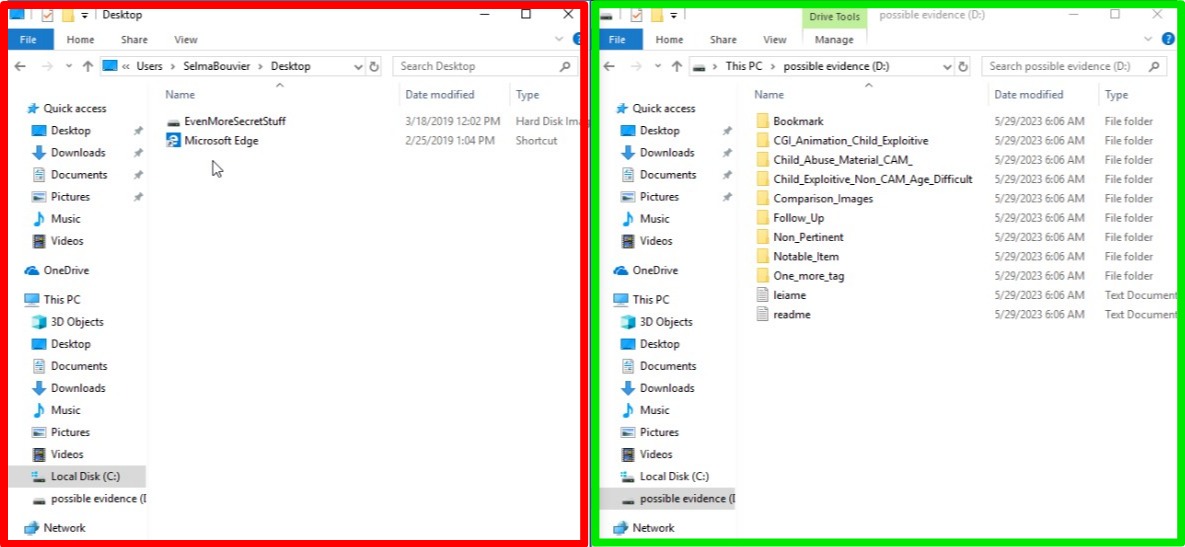 Desktop
File Home Share View
« Users > SelmaBouvier > Desktop
Search Desktop
Name Date modified Type
EvenMoreSecretStuff 3/18/2019 12:02 PM Hard Disk Ima
Microsoft Edge 2/25/2019 1:04 PM Shortcut
Quick access
Desktop
Downloads
Documents
Pictures
Music
Videos
OneDrive
This PC
3D Objects
Desktop
Documents
Downloads
Music
Pictures
Videos
Local Disk (C:)
possible evidence (D
Network
Drive Tools possible evidence (D:)
File Home Share View Manage
> This PC > possible evidence (D:)
Search possible evidence (D:)
Name Date modified Type
Bookmark 5/29/2023 6:06 AM File folder
CGI_Animation_Child_Exploitive 5/29/2023 6:06 AM File folder
Child_Abuse_Material_CAM_ 5/29/2023 6:06 AM File folder
Child_Exploitive_Non_CAM_Age_Difficult 5/29/2023 6:06 AM File folder
Comparison_Images 5/29/2023 6:06 AM File folder
Follow_Up 5/29/2023 6:06 AM File folder
Non_Pertinent 5/29/2023 6:06 AM File folder
Notable_Item 5/29/2023 6:06 AM File folder
One_more_tag 5/29/2023 6:06 AM File folder
leiame 5/29/2023 6:06 AM Text Document
readme 5/29/2023 6:06 AM Text Document
Quick access
Desktop
Downloads
Documents
Pictures
Music
Videos
OneDrive
This PC
3D Objects
Desktop
Documents
Downloads
Music
Pictures
Videos
Local Disk (C:)
possible evidence (D
Network